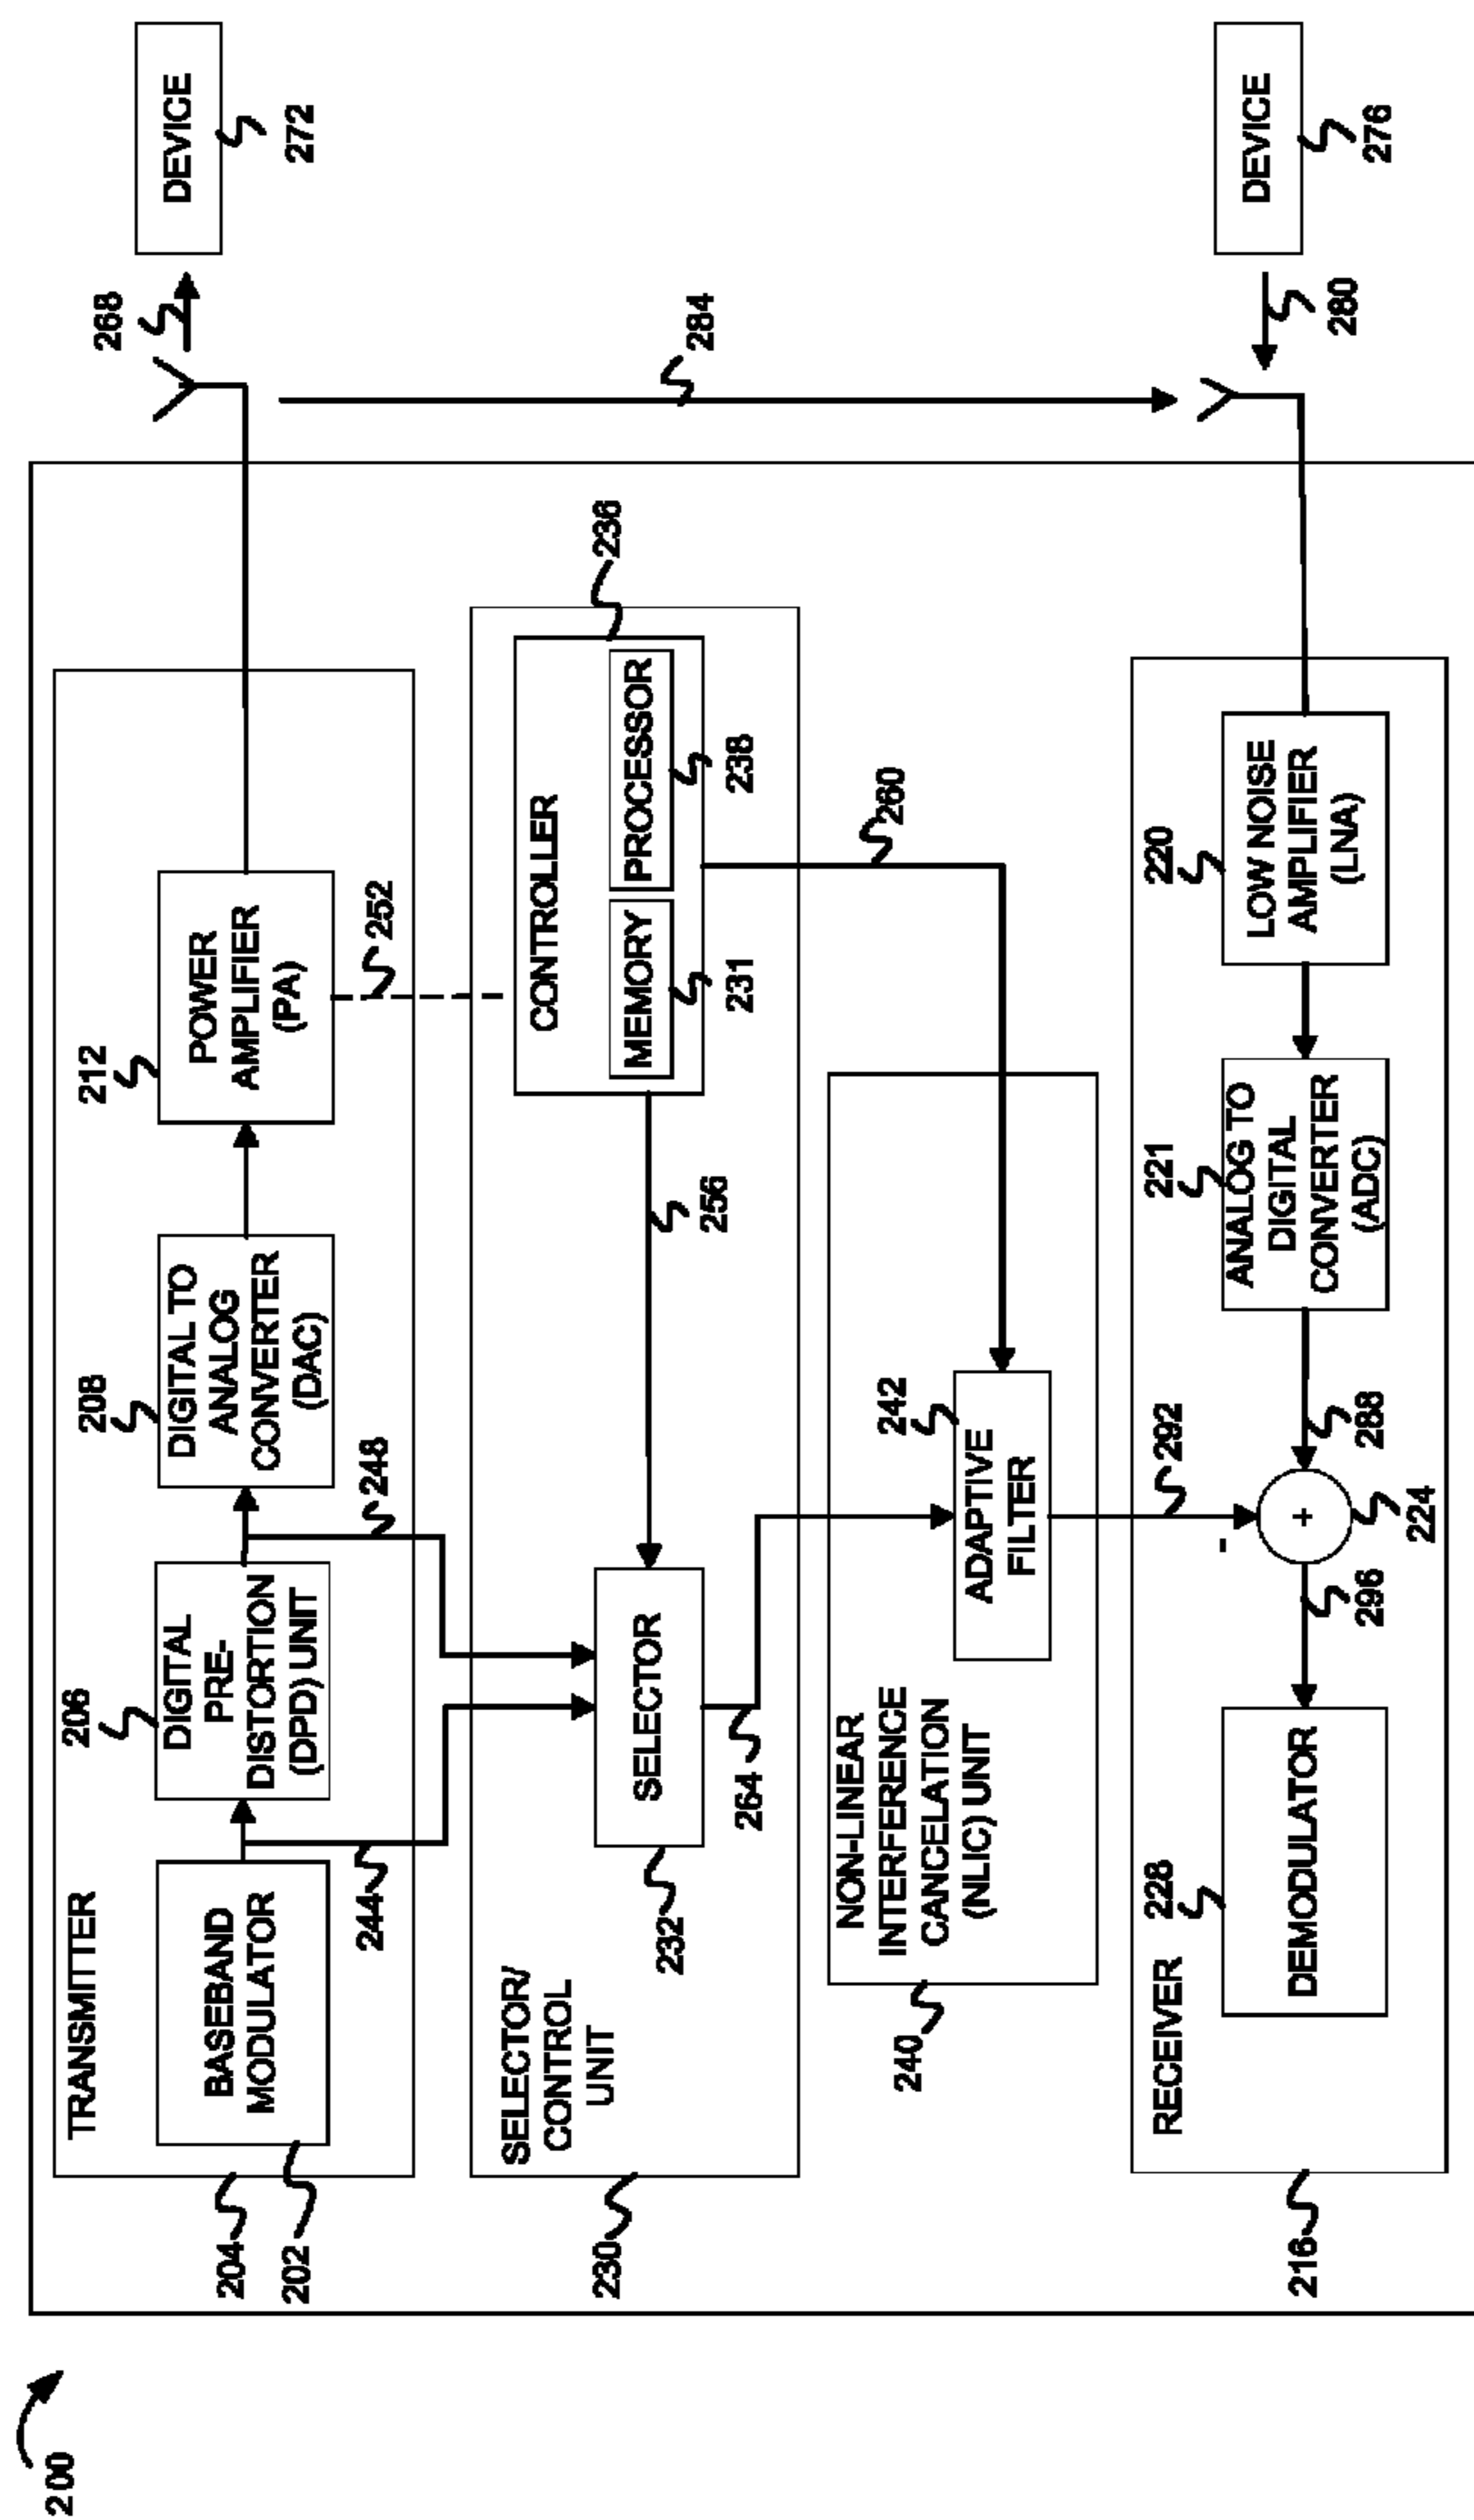 200
TRANSMITTER
204
202
BASEBAND
MODULATOR
244
206
DIGITAL
PRE-
DISTORTION
(DPD) UNIT
248
208
DIGITAL TO
ANALOG
CONVERTER
(DAC)
212
POWER
AMPLIFIER
(PA)
252
268
DEVICE
272
SELECTOR/
CONTROL
UNIT
230
SELECTOR
232
264
256
CONTROLLER
236
MEMORY
231
PROCESSOR
238
260
284
NON-LINEAR
INTERFERENCE
CANCELATION
(NLIC) UNIT
240
ADAPTIVE
FILTER
242
292
RECEIVER
216
228
DEMODULATOR
296
-
+
224
288
221
ANALOG TO
DIGITAL
CONVERTER
(ADC)
220
LOW NOISE
AMPLIFIER
(LNA)
280
DEVICE
276